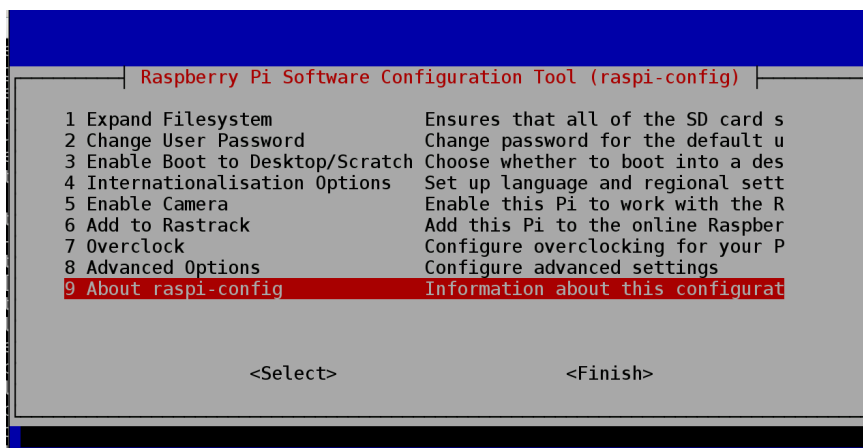 Raspberry Pi Software Configuration Tool (raspi-config)
1 Expand Filesystem Ensures that all of the SD card s
2 Change User Password Change password for the default u
3 Enable Boot to Desktop/Scratch Choose whether to boot into a des
4 Internationalisation Options Set up language and regional sett
5 Enable Camera Enable this Pi to work with the R
6 Add to Rastrack Add this Pi to the online Raspber
7 Overclock Configure overclocking for your P
8 Advanced Options Configure advanced settings
9 About raspi-config Information about this configurat
<Select> <Finish>